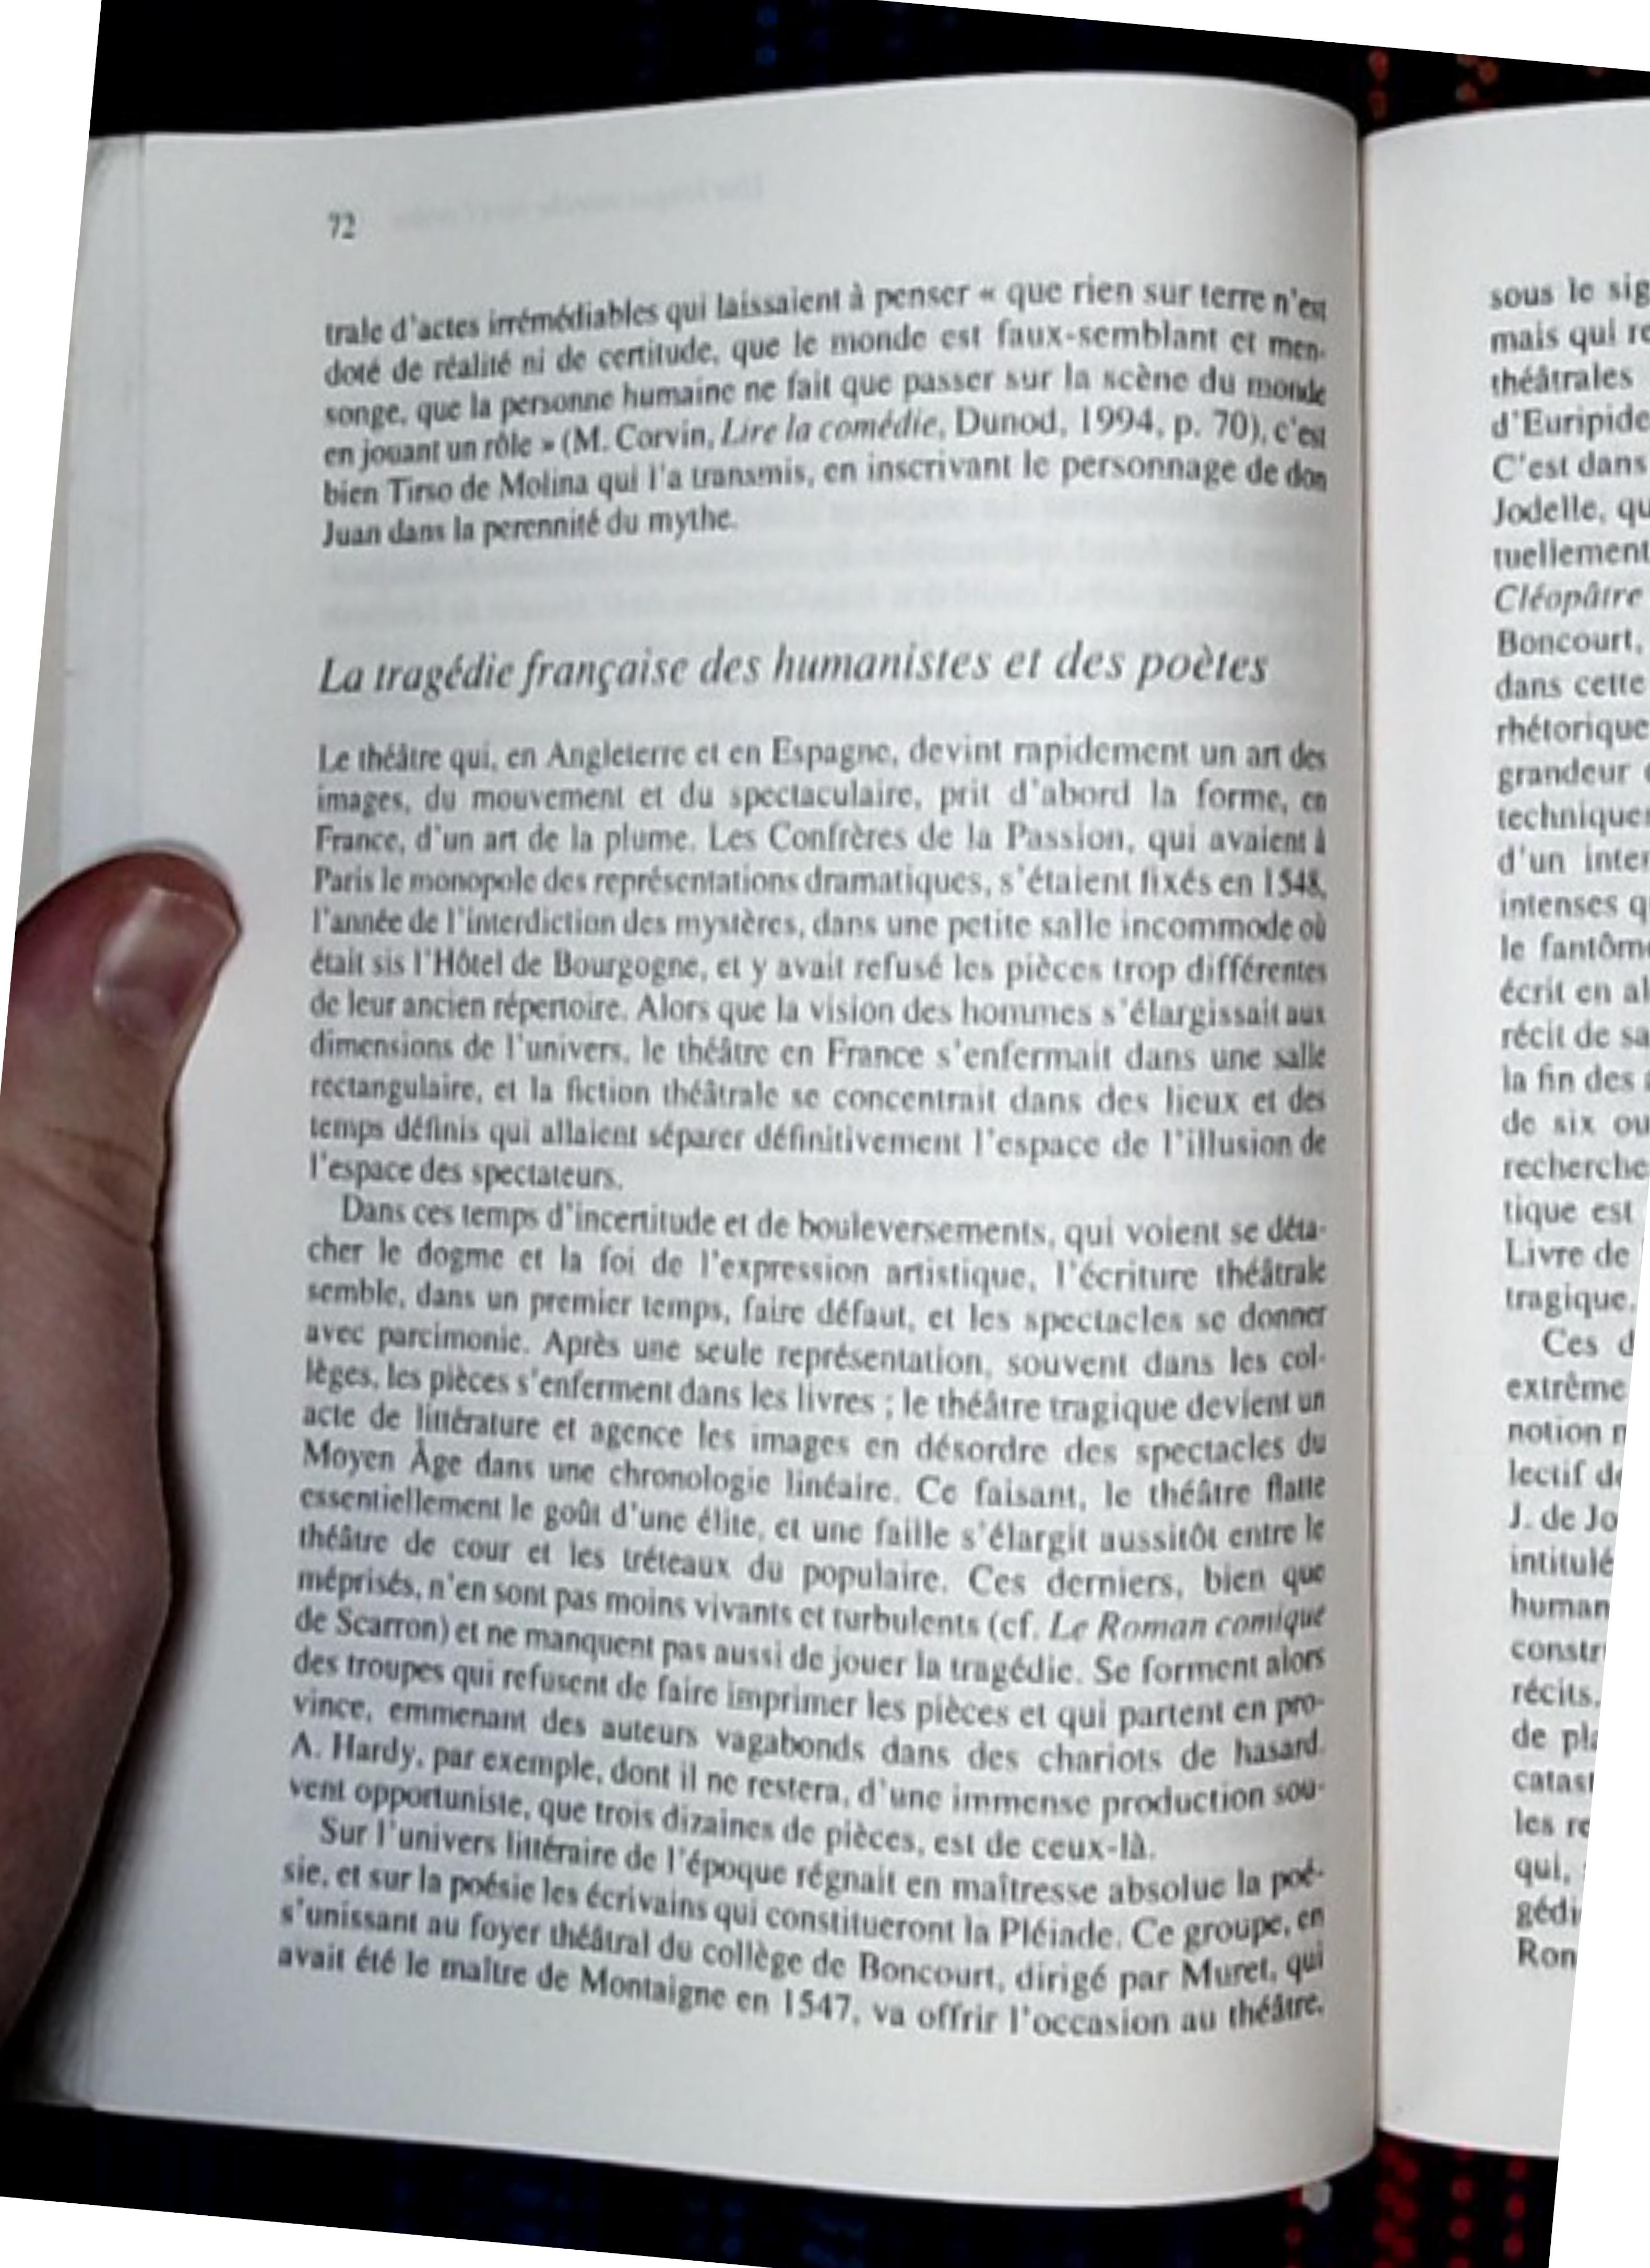 72
trale d'actes irrémédiables qui laissaient à penser « que rien sur terre n'est
doté de réalité ni de certitude, que le monde est faux-semblant et men-
songe, que la personne humaine ne fait que passer sur la scène du monde
en jouant un rôle » (M. Corvin, Lire la comédie, Dunod, 1994, p. 70), c'est
bien Tirso de Molina qui l'a transmis, en inscrivant le personnage de don
Juan dans la perennité du mythe.
La tragédie française des humanistes et des poètes
Le théâtre qui, en Angleterre et en Espagne, devint rapidement un art des
images, du mouvement et du spectaculaire, prit d'abord la forme, en
France, d'un art de la plume. Les Confrères de la Passion, qui avaient à
Paris le monopole des représentations dramatiques, s'étaient fixés en 1548,
l'année de l'interdiction des mystères, dans une petite salle incommode où
était sis l'Hôtel de Bourgogne, et y avait refusé les pièces trop différentes
de leur ancien répertoire. Alors que la vision des hommes s'élargissait aux
dimensions de l'univers, le théâtre en France s'enfermait dans une salle
rectangulaire, et la fiction théâtrale se concentrait dans des lieux et des
temps définis qui allaient séparer définitivement l'espace de l'illusion de
l'espace des spectateurs.
Dans ces temps d'incertitude et de bouleversements, qui voient se déta-
cher le dogme et la foi de l'expression artistique, l'écriture théâtrale
semble, dans un premier temps, faire défaut, et les spectacles se donner
avec parcimonie. Après une seule représentation, souvent dans les col-
lèges, les pièces s'enferment dans les livres ; le théâtre tragique devient un
acte de littérature et agence les images en désordre des spectacles du
Moyen Âge dans une chronologie linéaire. Ce faisant, le théâtre flatte
essentiellement le goût d'une élite, et une faille s'élargit aussitôt entre le
théâtre de cour et les tréteaux du populaire. Ces derniers, bien que
méprisés, n'en sont pas moins vivants et turbulents (cf. Le Roman comique
de Scarron) et ne manquent pas aussi de jouer la tragédie. Se forment alors
des troupes qui refusent de faire imprimer les pièces et qui partent en pro-
vince, emmenant des auteurs vagabonds dans des chariots de hasard.
A. Hardy, par exemple, dont il ne restera, d'une immense production sou-
vent opportuniste, que trois dizaines de pièces, est de ceux-là.
Sur l'univers littéraire de l'époque régnait en maîtresse absolue la poé-
sie, et sur la poésie les écrivains qui constitueront la Pléiade. Ce groupe, en
s'unissant au foyer théâtral du collège de Boncourt, dirigé par Muret, qui
avait été le maître de Montaigne en 1547, va offrir l'occasion au théâtre,
sous le sig
mais qui re
théâtrales
d'Euripide
C'est dans
Jodelle, qu
tuellement
Cléopâtre
Boncourt,
dans cette
rhétorique
grandeur
technique
d'un inter
intenses q
le fantôm
écrit en al
récit de sa
la fin des
de six ou
recherche
tique est
Livre de
tragique.
Ces d
extrême
notion
lectif de
J. de Jo
intitulé
human
constr
récits,
de pla
catast
les re
qui,
gédi
Ron